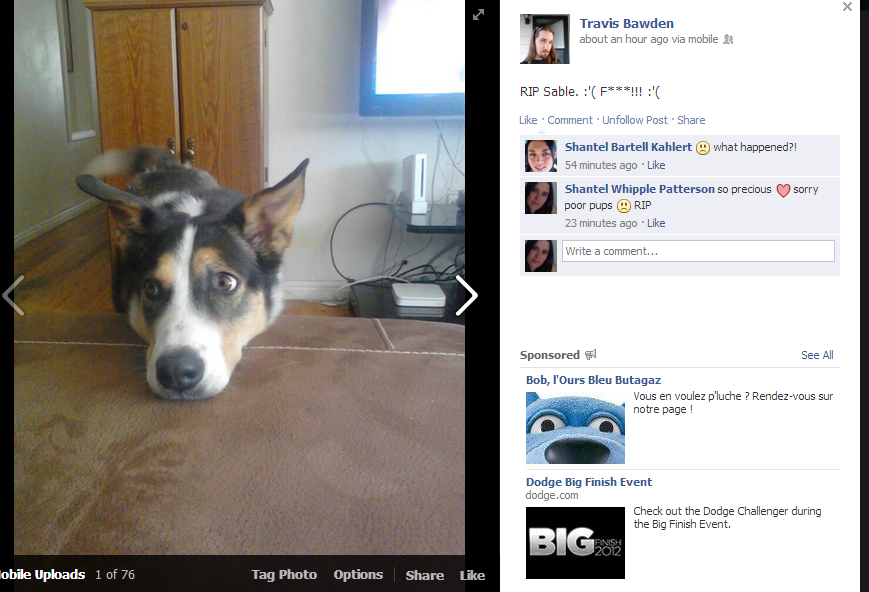 Travis Bawden
about an hour ago via mobile
RIP Sable. :'( F***!!! :'(
Like · Comment · Unfollow Post · Share
Shantel Bartell Kahlert what happened?!
54 minutes ago · Like
Shantel Whipple Patterson so precious sorry
poor pups RIP
23 minutes ago · Like
Write a comment...
Sponsored
See All
Bob, l'Ours Bleu Butagaz
Vous en voulez p'luche ? Rendez-vous sur
notre page !
Dodge Big Finish Event
dodge.com
Check out the Dodge Challenger during
the Big Finish Event.
BIG FINISH
2012
obile Uploads 1 of 76
Tag Photo Options Share Like